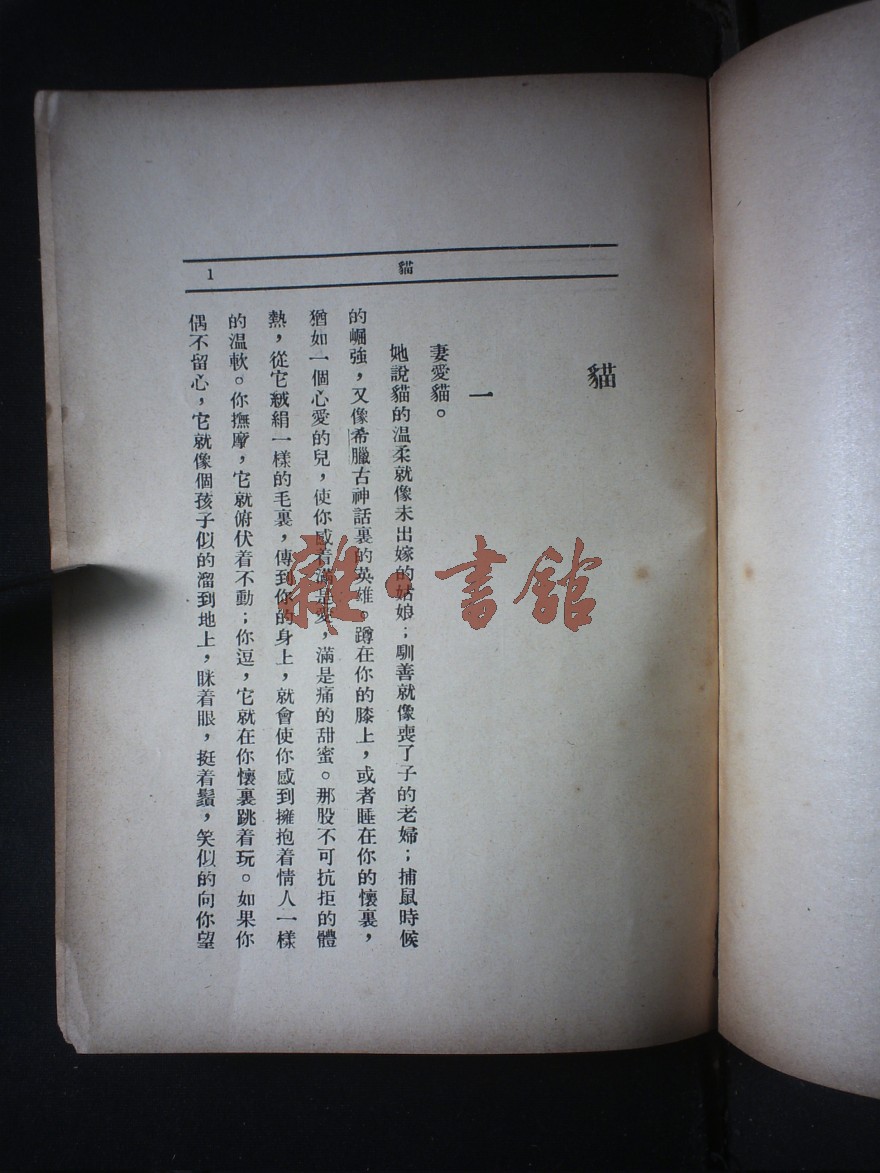 貓
1
貓
一
妻愛貓。
她說貓的温柔就像未出嫁的姑娘;馴善就像喪了子的老婦;捕鼠時候
的崛強,又像希臘古神話裏的英雄。蹲在你的膝上,或者睡在你的懷裏,
猶如一個心愛的兒,使你感着滿是愛,滿是痛的甜蜜。那股不可抗拒的體
熱,從它絨絹一樣的毛裏,傳到你的身上,就會使你感到擁抱着情人一樣
的温軟。你撫摩,它就俯伏着不動;你逗,它就在你懷裏跳着玩。如果你
偶不留心,它就像個孩子似的溜到地上,眯着眼,挺着鬚,笑似的向你望
雜·書館